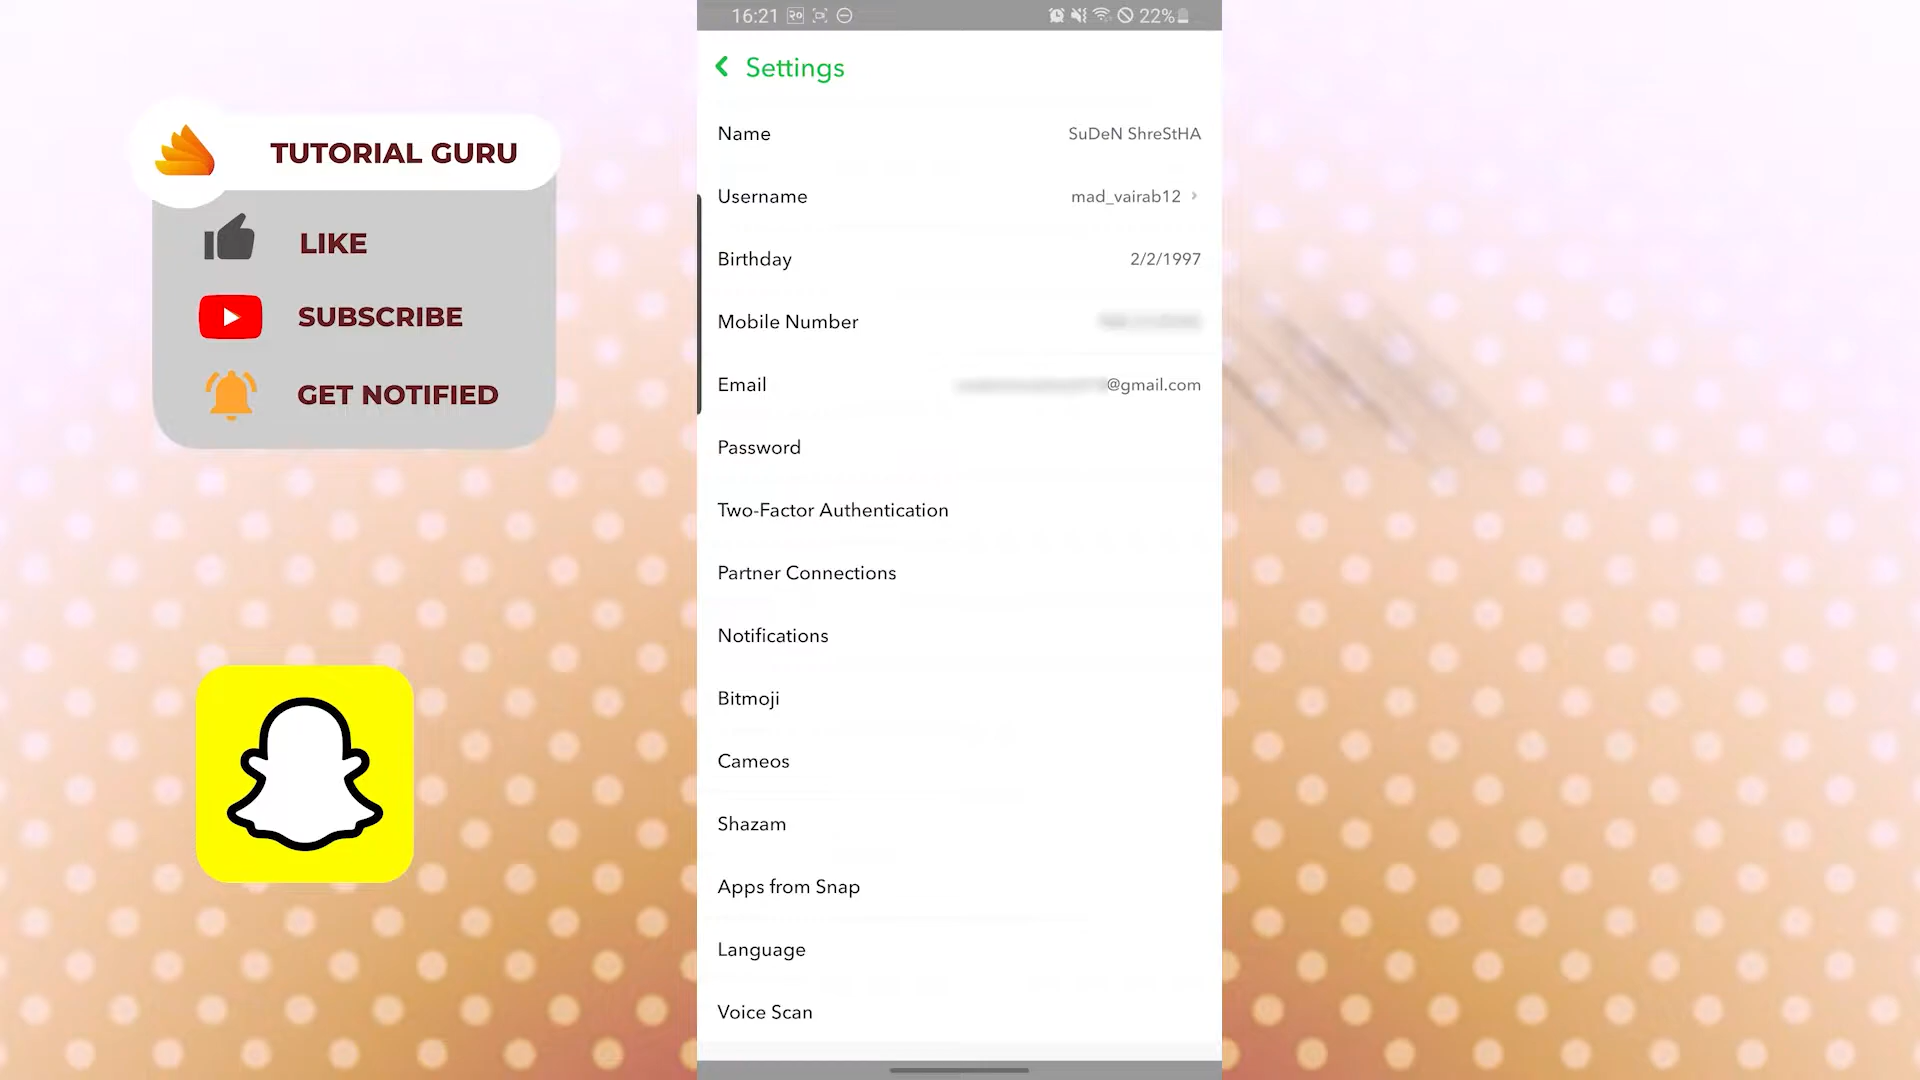 TUTORIAL GURU
LIKE
SUBSCRIBE
GET NOTIFIED
16:21
22%
Settings
Name SuDeN ShreStHA
Username mad_vairab12
Birthday 2/2/1997
Mobile Number
Email @gmail.com
Password
Two-Factor Authentication
Partner Connections
Notifications
Bitmoji
Cameos
Shazam
Apps from Snap
Language
Voice Scan